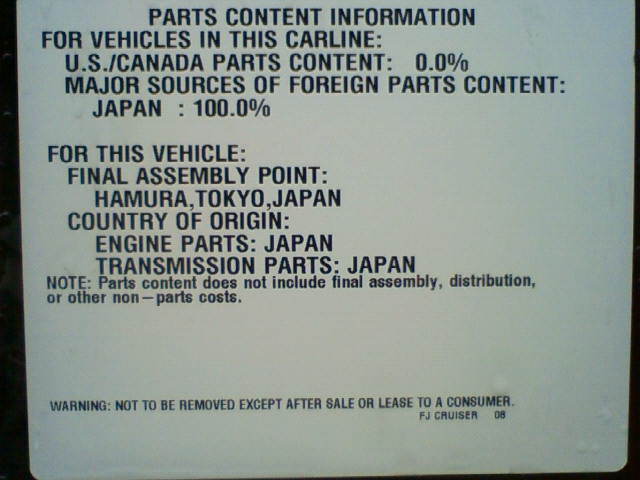 PARTS CONTENT INFORMATION
FOR VEHICLES IN THIS CARLINE:
U.S./CANADA PARTS CONTENT: 0.0%
MAJOR SOURCES OF FOREIGN PARTS CONTENT:
JAPAN : 100.0%
FOR THIS VEHICLE:
FINAL ASSEMBLY POINT:
HAMURA,TOKYO,JAPAN
COUNTRY OF ORIGIN:
ENGINE PARTS: JAPAN
TRANSMISSION PARTS: JAPAN
NOTE: Parts content does not include final assembly, distribution,
or other non-parts costs.
WARNING: NOT TO BE REMOVED EXCEPT AFTER SALE OR LEASE TO A CONSUMER.
FJ CRUISER 08